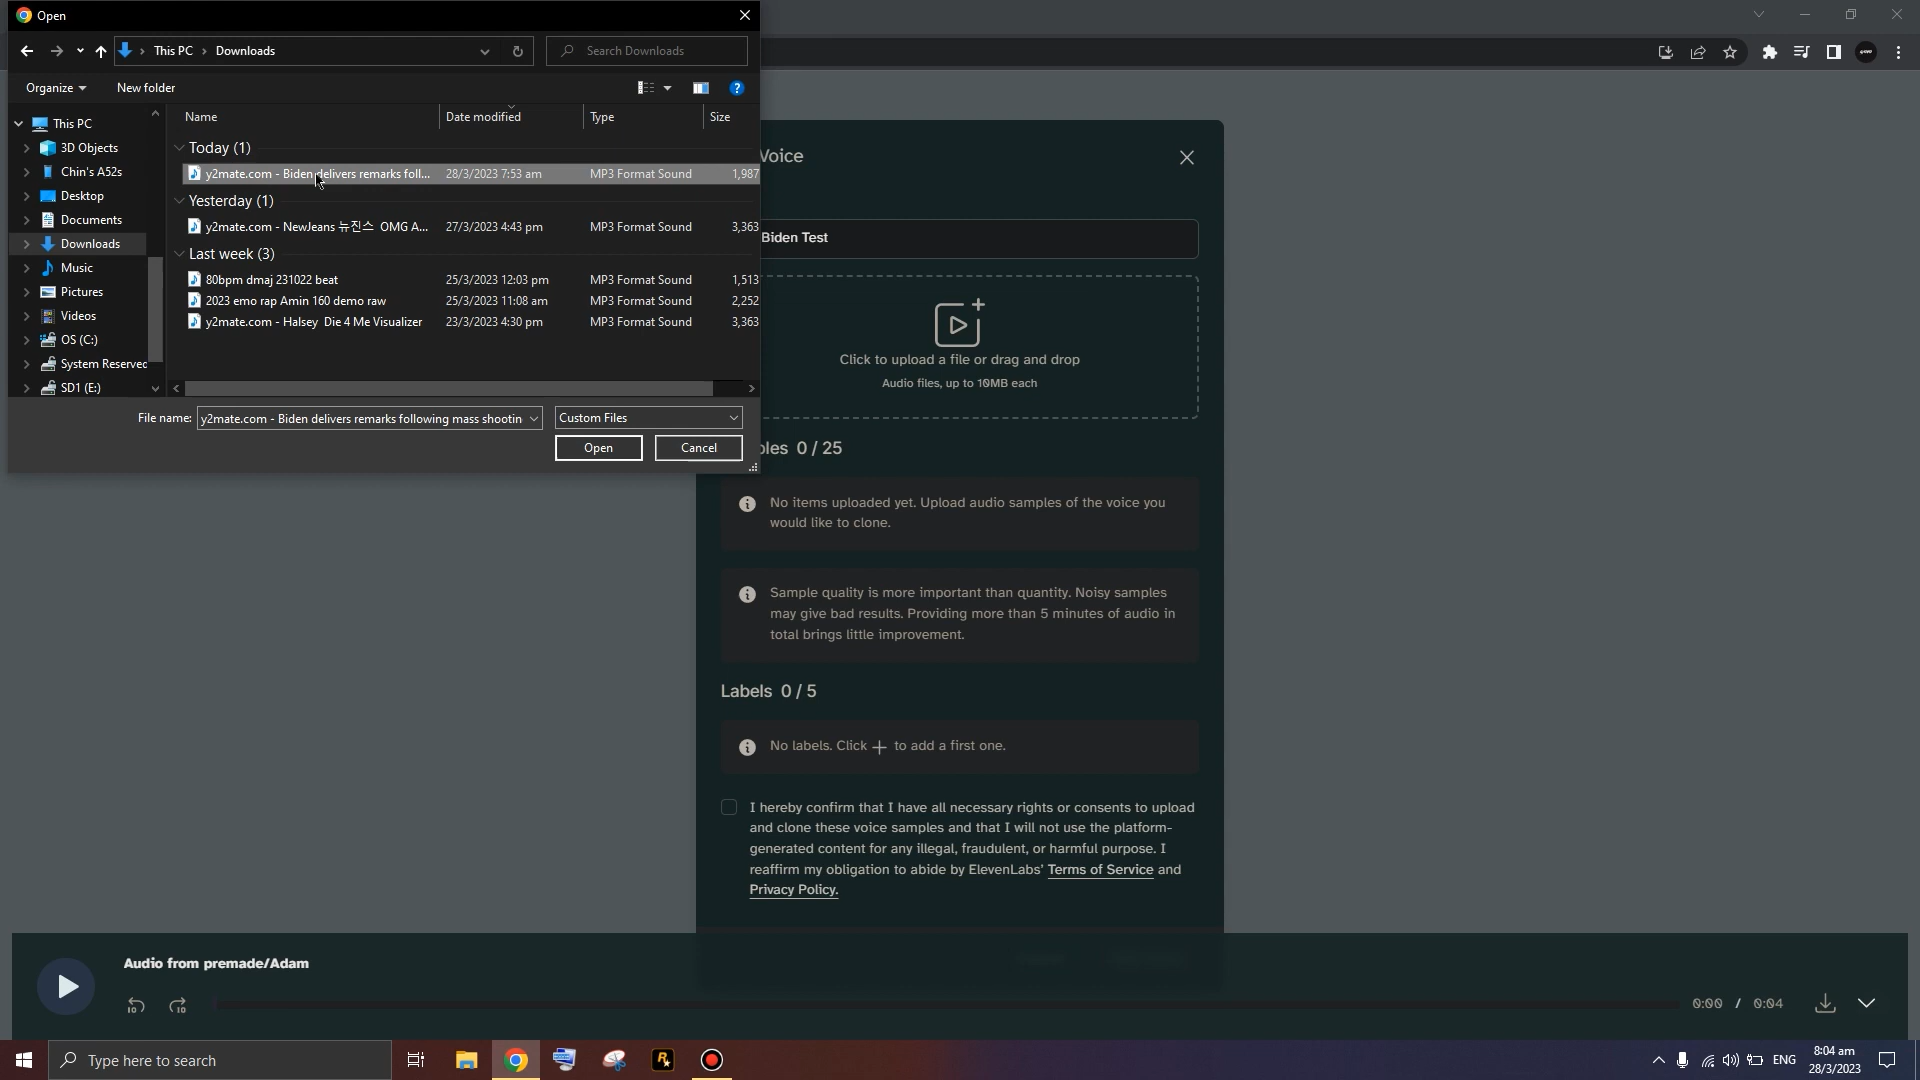 Open
This PC
Downloads
Search Downloads
Organize
New folder
This PC
3D Objects
Chin's A52s
Desktop
Documents
Downloads
Music
Pictures
Videos
OS (C:)
System Reserved
SD1 (E:)
Name
Date modified
Type
Size
Today (1)
y2mate.com - Biden delivers remarks foll... 28/3/2023 7:53 am MP3 Format Sound 1,987
Yesterday (1)
y2mate.com - NewJeans 뉴진스 OMG A... 27/3/2023 4:43 pm MP3 Format Sound 3,363
Last week (3)
80bpm dmaj 231022 beat 25/3/2023 12:03 pm MP3 Format Sound 1,513
2023 emo rap Amin 160 demo raw 25/3/2023 11:08 am MP3 Format Sound 2,252
y2mate.com - Halsey Die 4 Me Visualizer 23/3/2023 4:30 pm MP3 Format Sound 3,363
File name: y2mate.com - Biden delivers remarks following mass shootin
Custom Files
Open
Cancel
Voice
Biden Test
Click to upload a file or drag and drop
Audio files, up to 10MB each
ples 0 / 25
No items uploaded yet. Upload audio samples of the voice you
would like to clone.
Sample quality is more important than quantity. Noisy samples
may give bad results. Providing more than 5 minutes of audio in
total brings little improvement.
Labels 0 / 5
No labels. Click + to add a first one.
I hereby confirm that I have all necessary rights or consents to upload
and clone these voice samples and that I will not use the platform-
generated content for any illegal, fraudulent, or harmful purpose. I
reaffirm my obligation to abide by ElevenLabs' Terms of Service and
Privacy Policy.
Audio from premade/Adam
10
10
0:00 / 0:04
Type here to search
ENG
8:04 am
28/3/2023